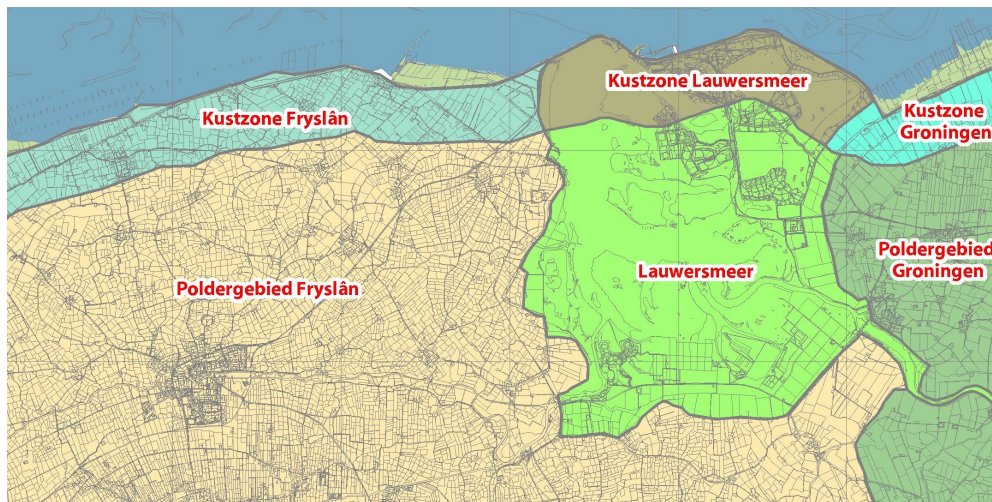 Kustzone Lauwersmeer
Kustzone Fryslân
Kustzone
Groningen
Poldergebied
Groningen
Lauwersmeer
Poldergebied Fryslân